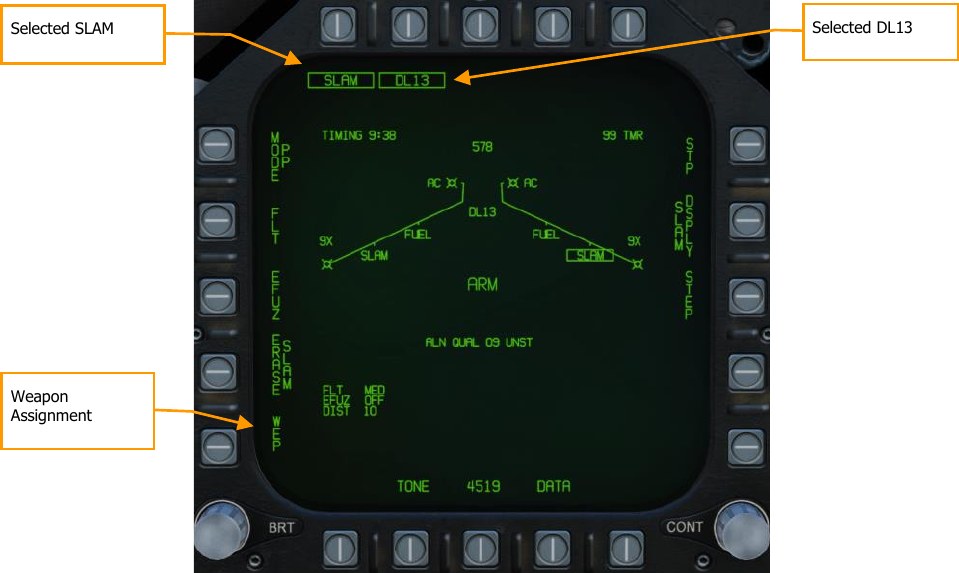 Selected SLAM
Selected DL13
SLAM DL13
TIMING 9:38
578
99 TMR
MODE
PP
STP
AC
AC
DL13
FLT
DSPLY
SLAM
FUEL
FUEL
9X
9X
SLAM
SLAM
EFUZ
ARM
STEP
ERASE
SLAM
ALN QUAL 09 UNST
FLT MED
EFUZ OFF
DIST 10
Weapon
Assignment
WEP
TONE 4519 DATA
BRT
CONT